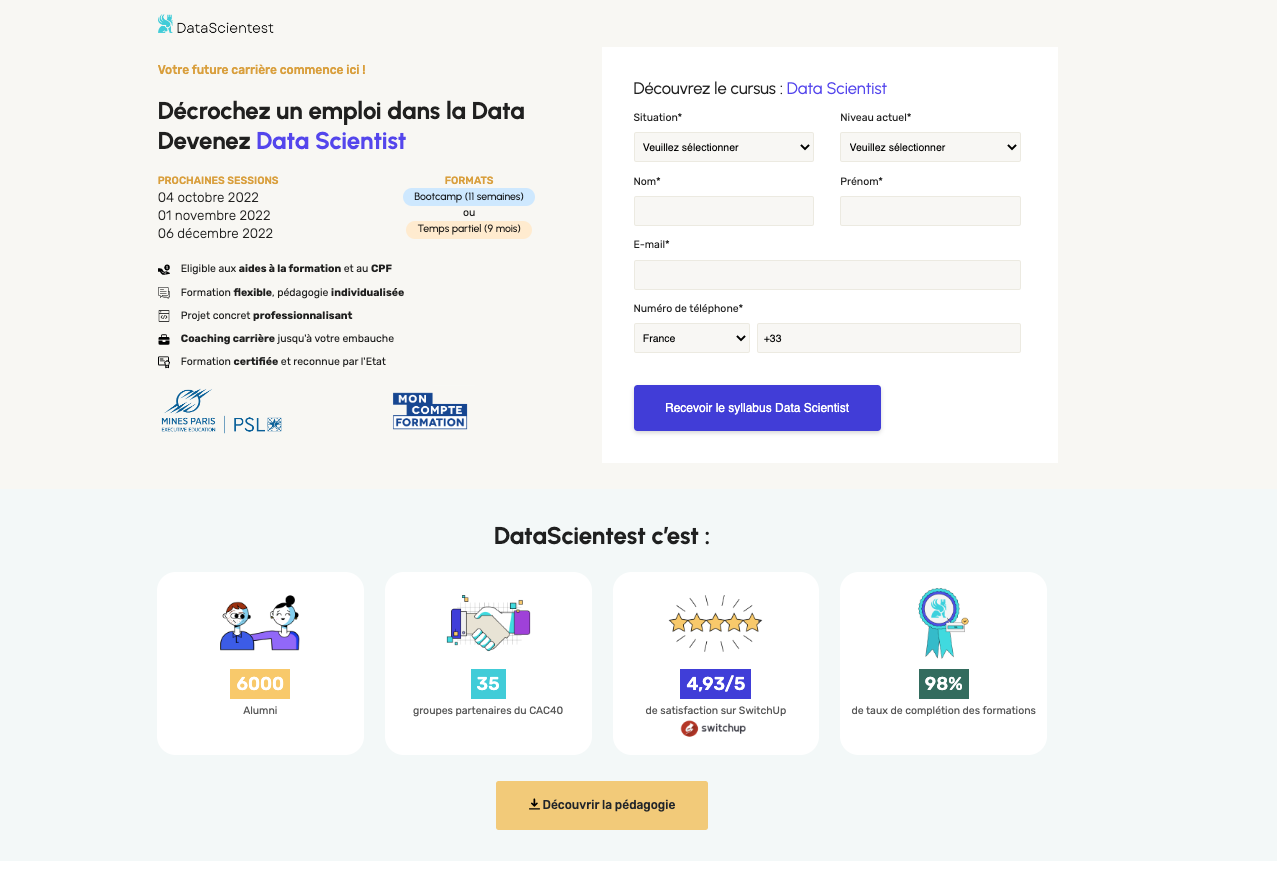 DataScientest
Votre future carrière commence ici !
Décrochez un emploi dans la Data
Devenez Data Scientist
PROCHAINES SESSIONS
04 octobre 2022
01 novembre 2022
06 décembre 2022
FORMATS
Bootcamp (11 semaines)
ou
Temps partiel (9 mois)
Eligible aux aides à la formation et au CPF
Formation flexible, pédagogie individualisée
Projet concret professionnalisant
Coaching carrière jusqu'à votre embauche
Formation certifiée et reconnue par l'Etat
MINES PARIS
EXECUTIVE EDUCATION
PSL
MON
COMPTE
FORMATION
Découvrez le cursus : Data Scientist
Situation* Niveau actuel*
Veuillez sélectionner Veuillez sélectionner
Nom* Prénom*
E-mail*
Numéro de téléphone*
France +33
Recevoir le syllabus Data Scientist
DataScientest c’est :
6000
Alumni
35
groupes partenaires du CAC40
4,93/5
de satisfaction sur SwitchUp
switchup
98%
de taux de complétion des formations
Découvrir la pédagogie